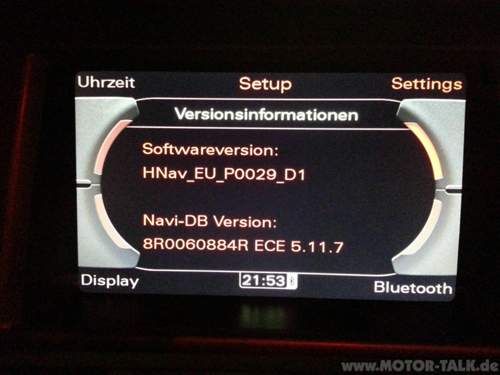 Uhrzeit Setup Settings
Versionsinformationen
Softwareversion:
HNav_EU_P0029_D1
Navi-DB Version:
8R0060884R ECE 5.11.7
Display 21:53 Bluetooth
www.MOTOR-TALK.de